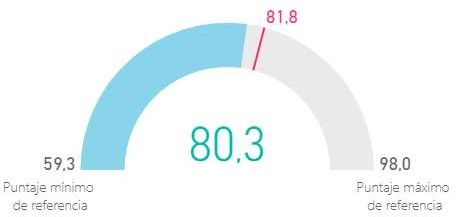 81,8
80,3
59,3
98,0
Puntaje mínimo
de referencia
Puntaje máximo
de referencia